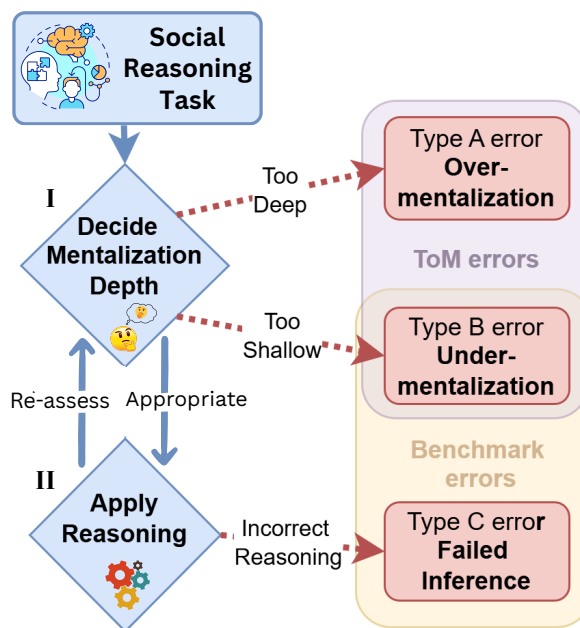 Social
Reasoning
Task
I
Decide
Mentalization
Depth
Too
Deep
Type A error
Over-
mentalization
ToM errors
Too
Shallow
Type B error
Under-
mentalization
Re-assess
Appropriate
Benchmark
errors
II
Apply
Reasoning
Incorrect
Reasoning
Type C error
Failed
Inference